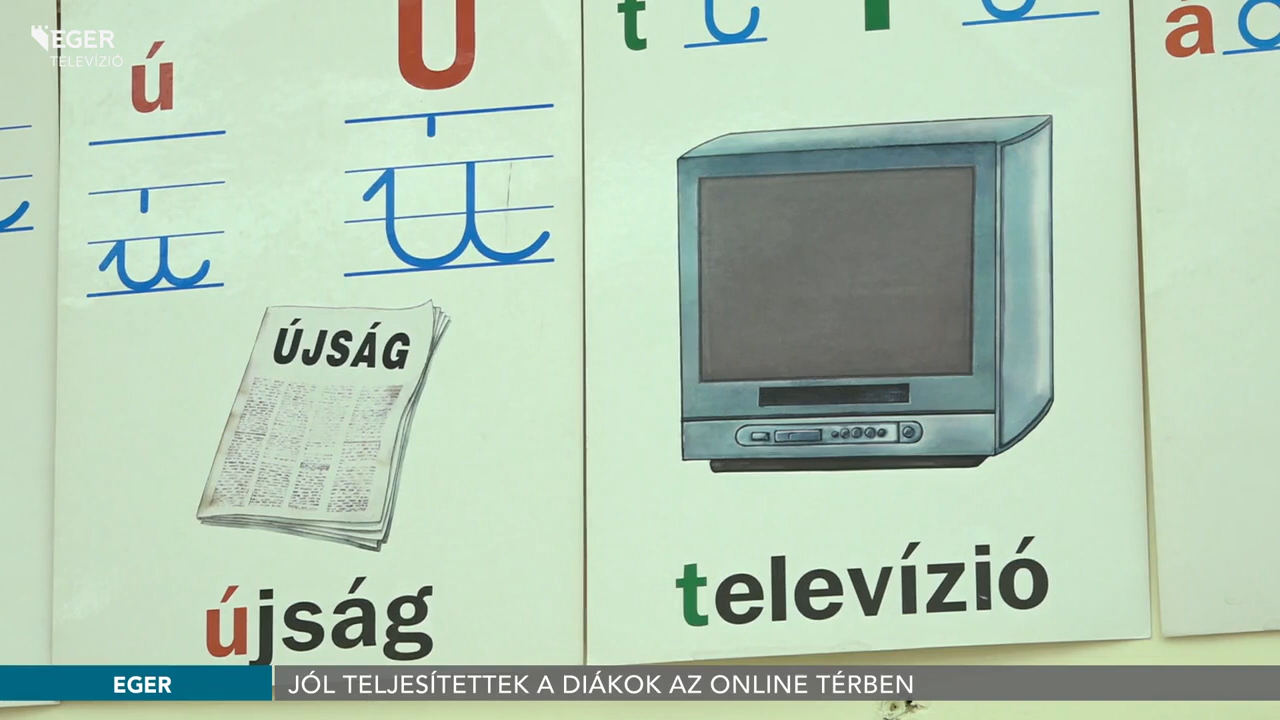 EGER
TELEVÍZIÓ
ú Ú
ú ú
ÚJSÁG
újság
t T
t
televízió
á
EGER
JÓL TELJESÍTETTEK A DIÁKOK AZ ONLINE TÉRBEN